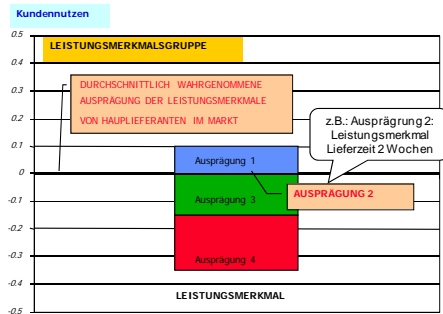 Kundennutzen
0.5
LEISTUNGSMERKMALSGRUPPE
0.4
DURCHSCHNITTLICH WAHRGENOMMENE
0.3
AUSPRÄGUNG DER LEISTUNGSMERKMALE
VON HAUPLIEFERANTEN IM MARKT
0.2
z.B.: Ausprägrung 2:
Leistungsmerkmal
Lieferzeit 2 Wochen
0.1
Ausprägung 1
0
AUSPRÄGUNG 2
-0.1
Ausprägung 3
-0.2
-0.3
Ausprägung 4
-0.4
LEISTUNGSMERKMAL
-0.5